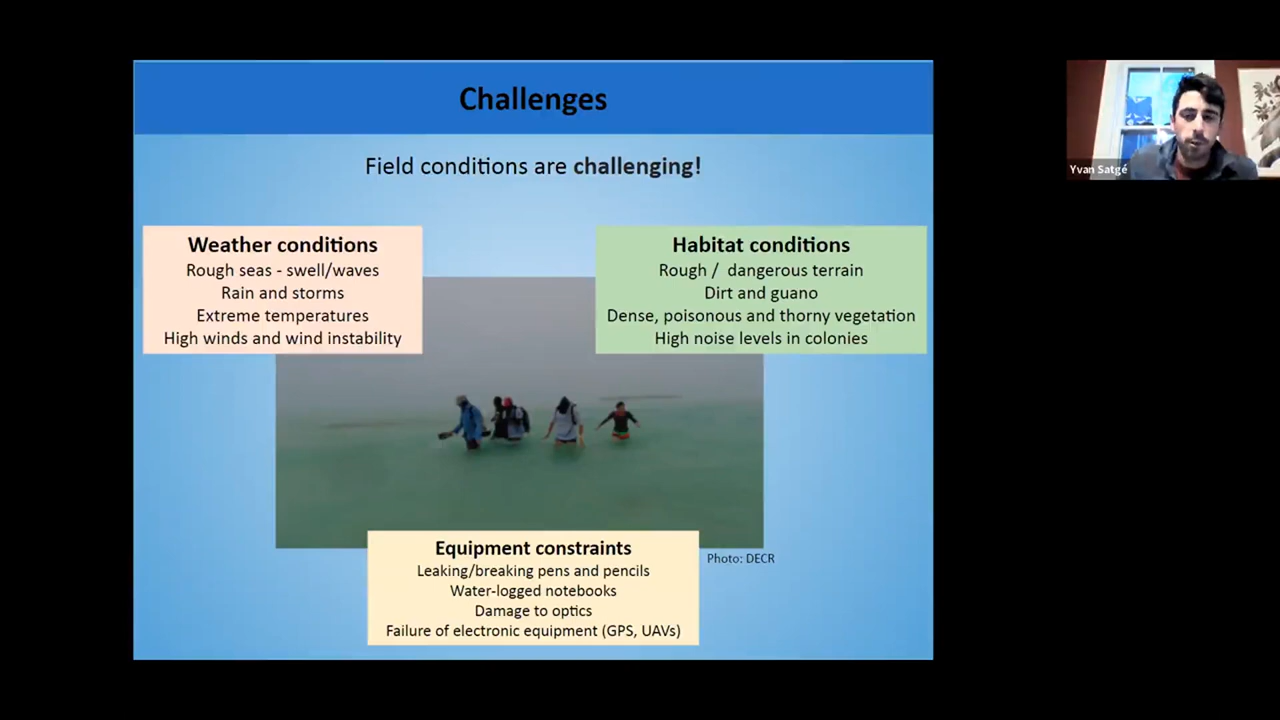 Challenges
Field conditions are challenging!
Weather conditions
Rough seas - swell/waves
Rain and storms
Extreme temperatures
High winds and wind instability
Habitat conditions
Rough / dangerous terrain
Dirt and guano
Dense, poisonous and thorny vegetation
High noise levels in colonies
Equipment constraints
Leaking/breaking pens and pencils
Water-logged notebooks
Damage to optics
Failure of electronic equipment (GPS, UAVs)
Photo: DECR
Yvan Satgé